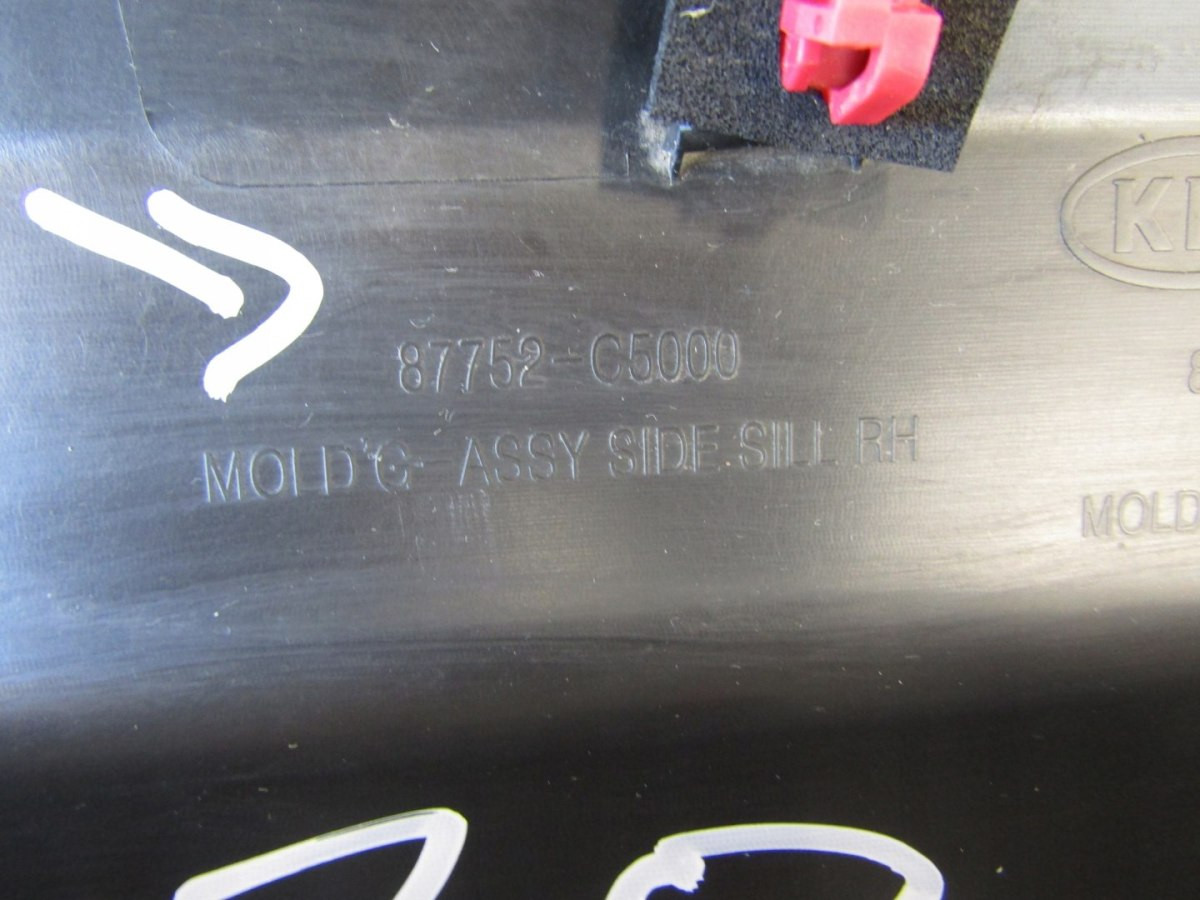 87752-C5000
MOLD'G ASSY SIDE SILL RH
MOLD